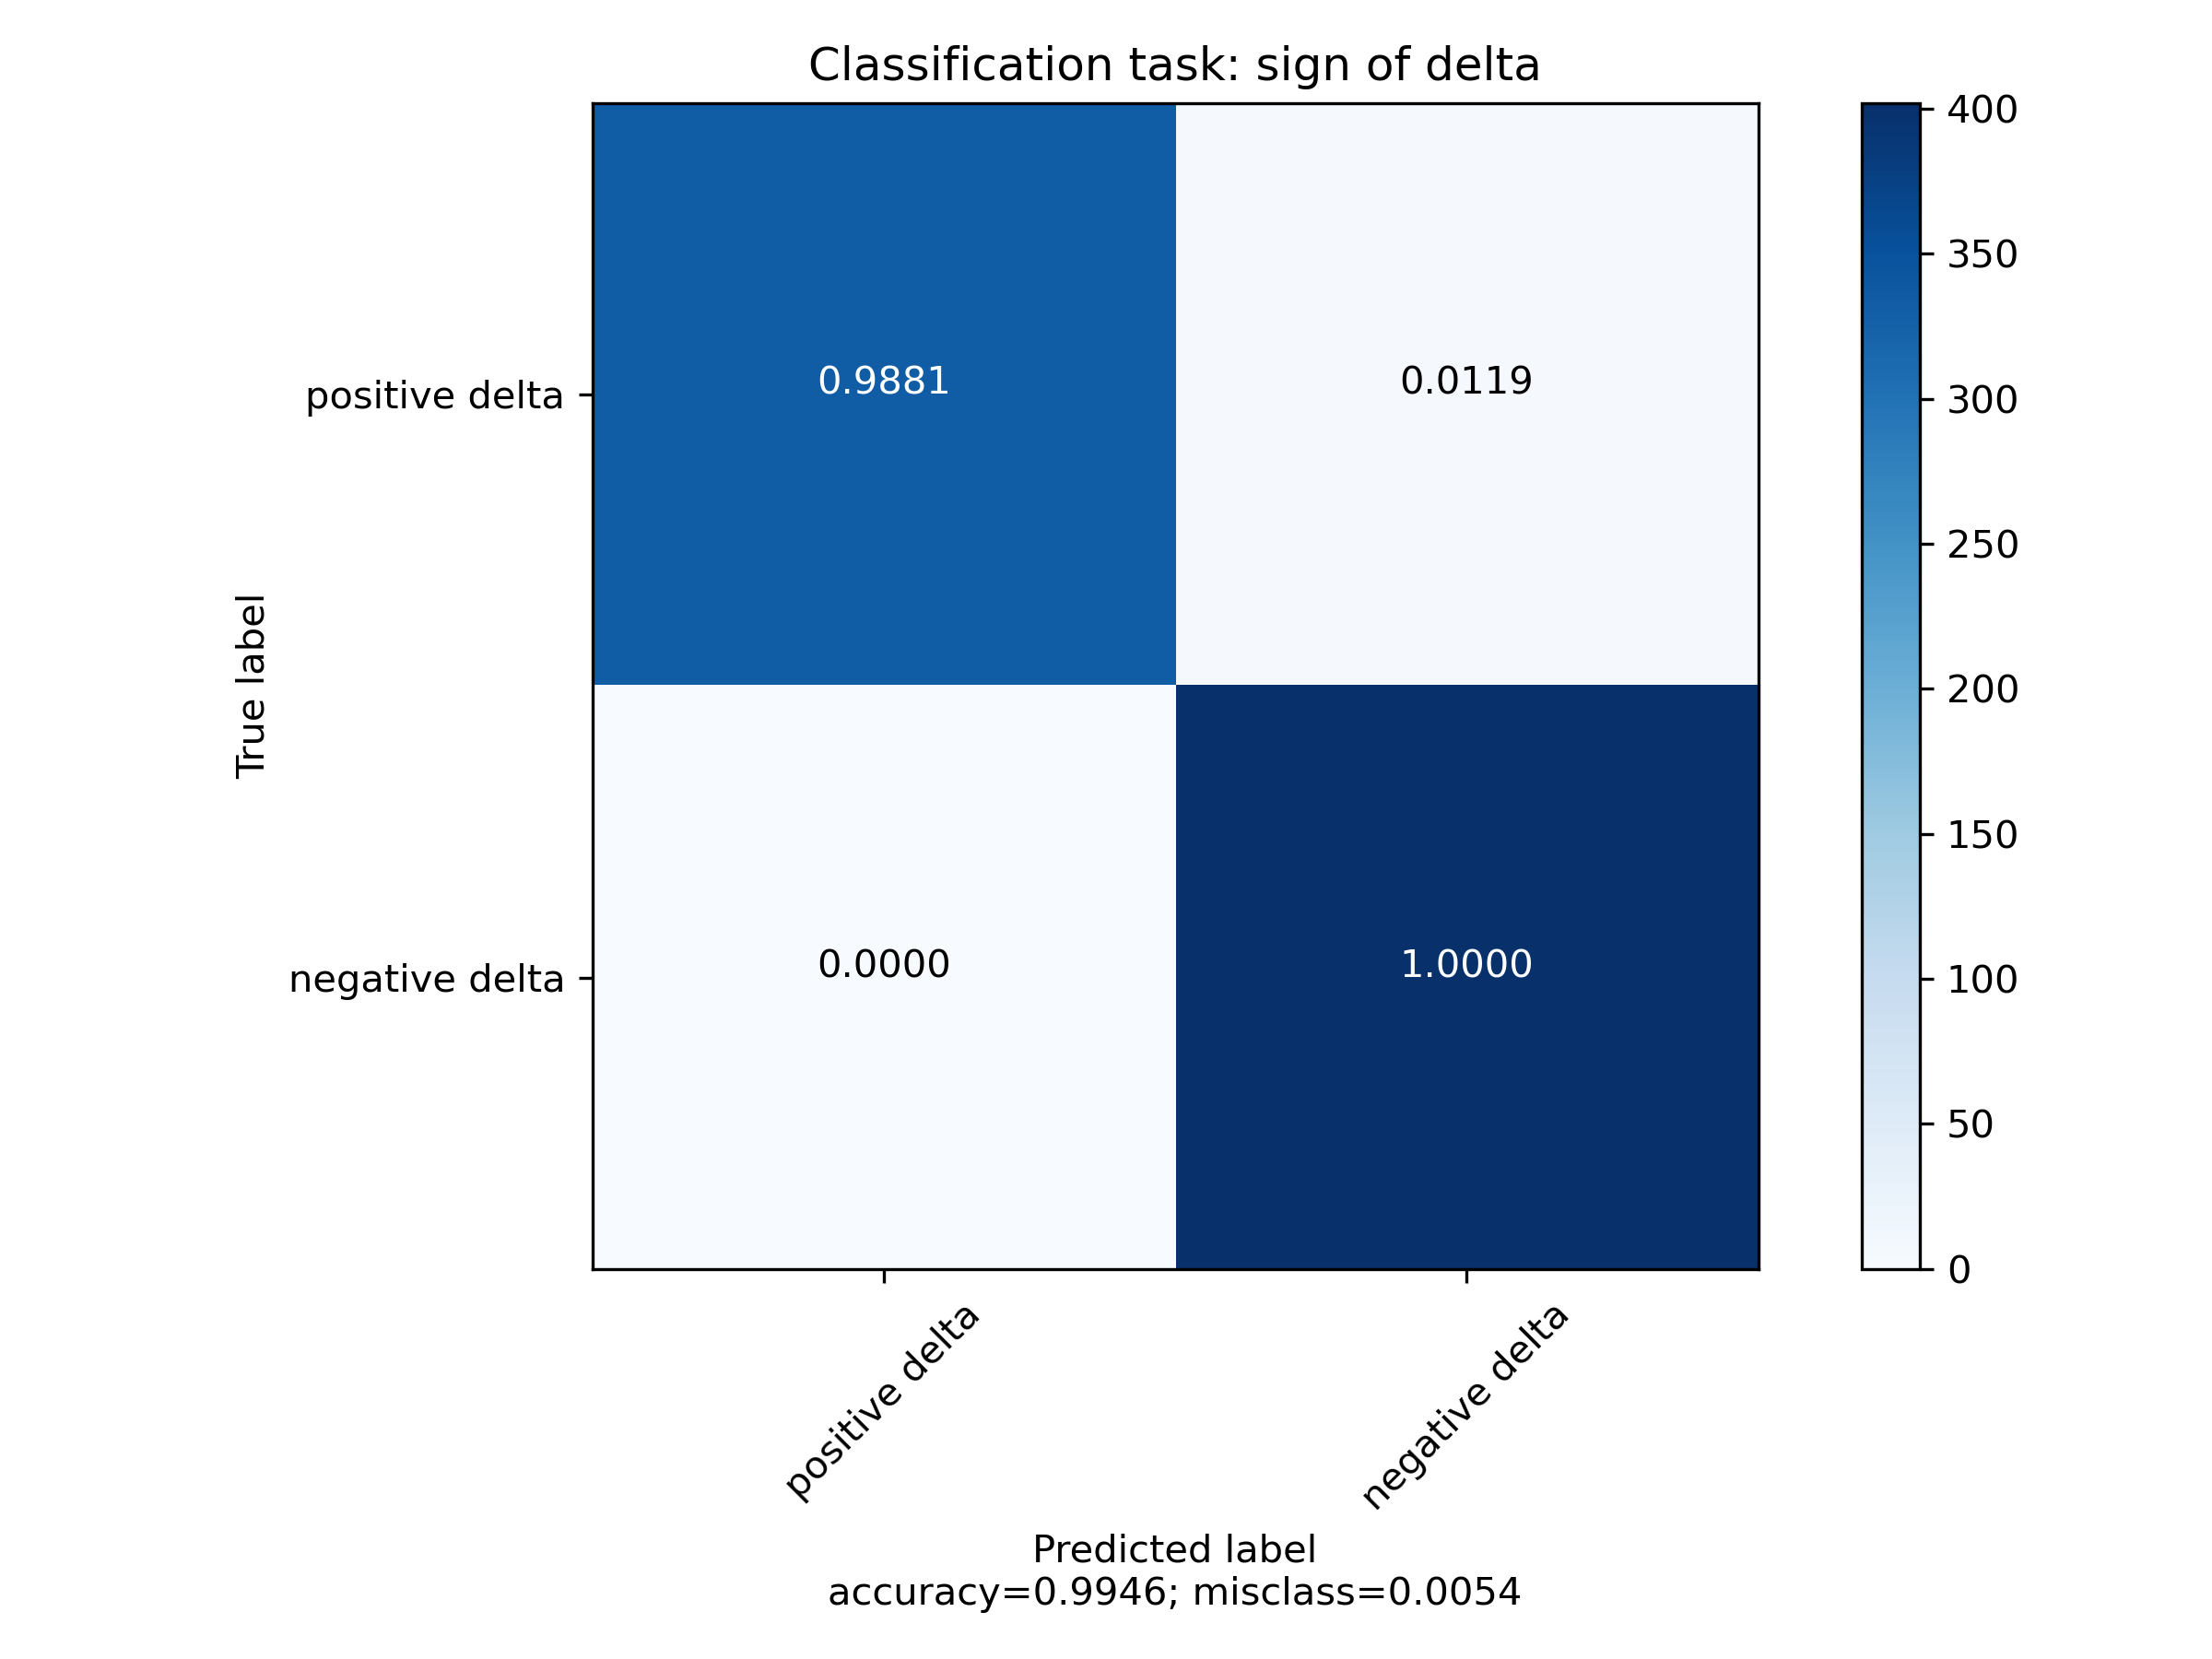 Classification task: sign of delta
True label
positive delta
negative delta
0.9881
0.0119
0.0000
1.0000
positive delta
negative delta
Predicted label
accuracy=0.9946; misclass=0.0054
400
350
300
250
200
150
100
50
0